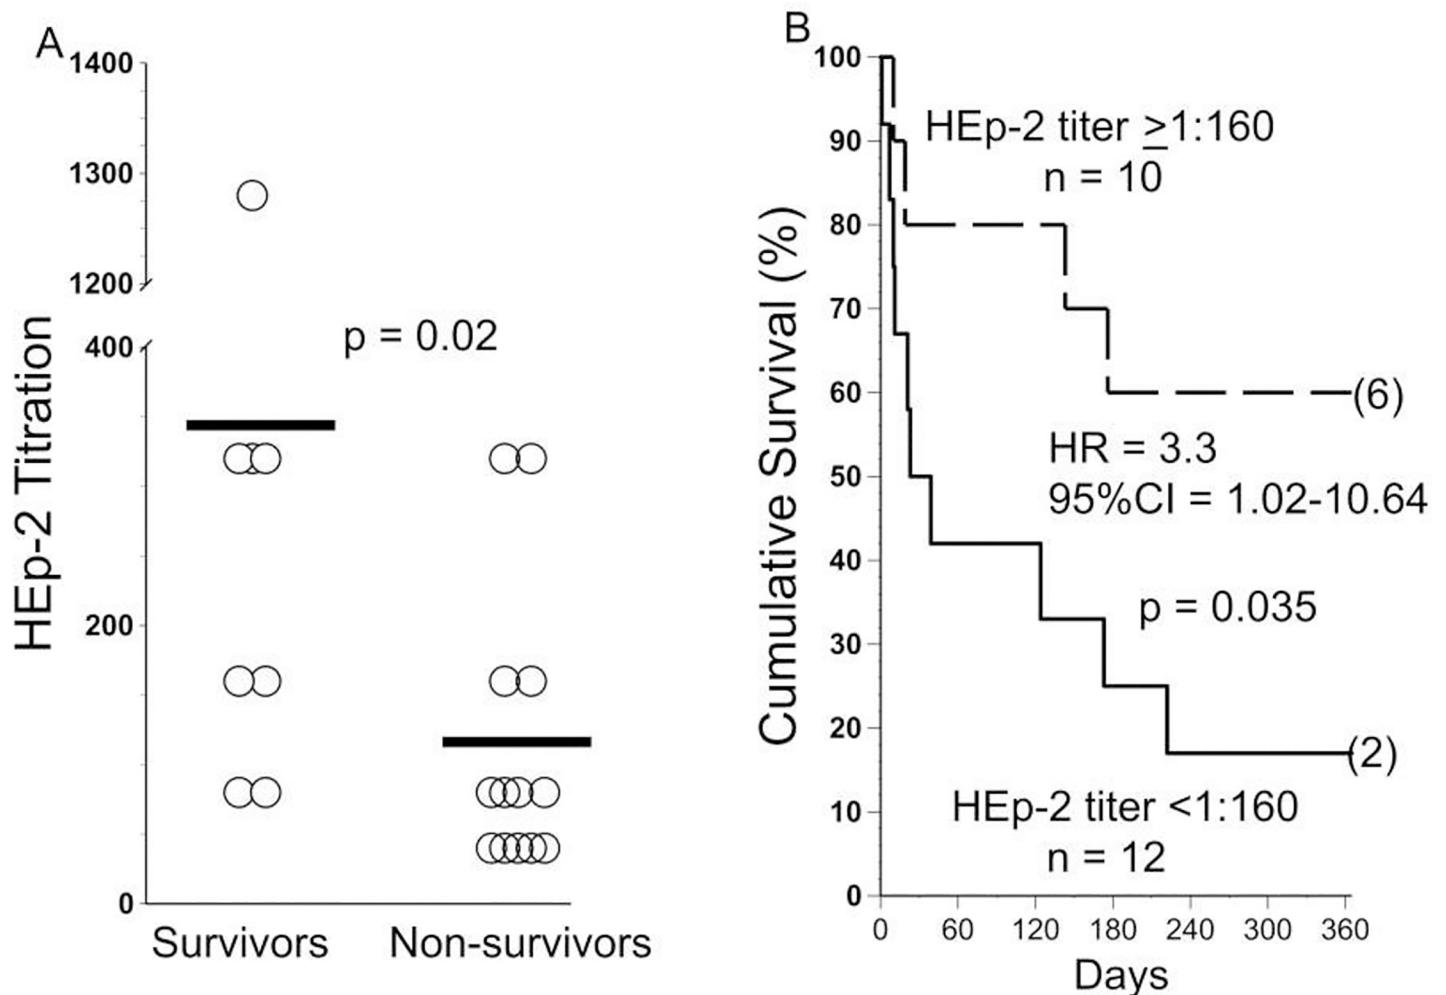 A
1400
1300
1200
400
200
0
HEp-2 Titration
p = 0.02
Survivors
Non-survivors
B
100
90
80
70
60
50
40
30
20
10
0
Cumulative Survival (%)
HEp-2 titer ≥1:160
n = 10
(6)
HR = 3.3
95%CI = 1.02-10.64
p = 0.035
(2)
HEp-2 titer <1:160
n = 12
0 60 120 180 240 300 360
Days